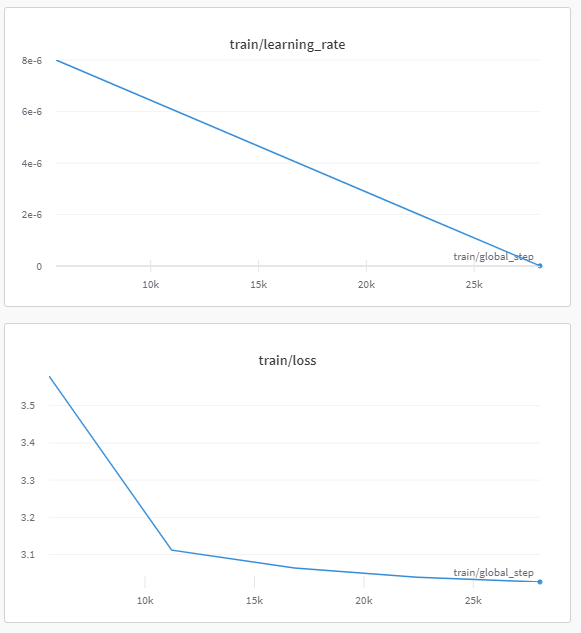 train/learning_rate
8e-6
6e-6
4e-6
2e-6
0
train/global_step
10k 15k 20k 25k
train/loss
3.5
3.4
3.3
3.2
3.1
train/global_step
10k 15k 20k 25k